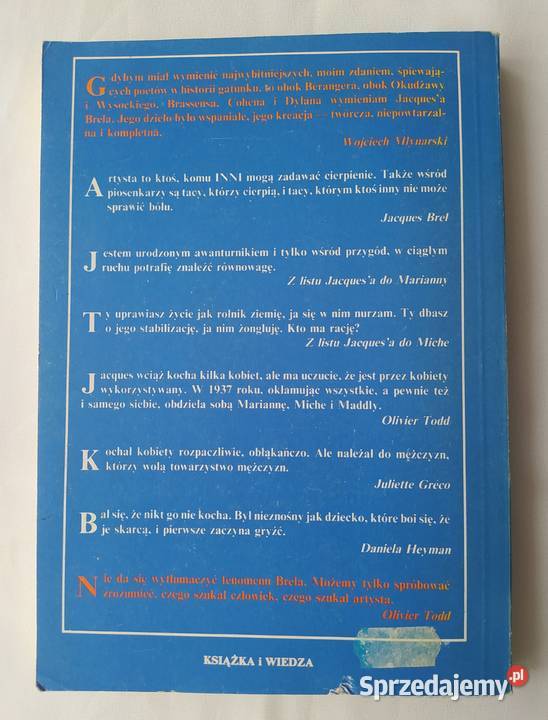 Gdybym miał wymienić najwybitniejszych, moim zdaniem, śpiewają-
cych poetów w historii gatunku, to obok Berangera, obok Okudżawy
i Wysockiego, Brassensa, Cohena i Dylana wymieniam Jacques'a
Brela. Jego dzieło było wspaniałe, jego kreacja — twórcza, niepowtarzal-
na i kompletna.
Wojciech Młynarski
Artysta to ktoś, komu INNI mogą zadawać cierpienie. Także wśród
piosenkarzy są tacy, którzy cierpią, i tacy, którym ktoś inny nie może
sprawić bólu.
Jacques Brel
Jestem urodzonym awanturnikiem i tylko wśród przygód, w ciągłym
ruchu potrafię znaleźć równowagę.
Z listu Jacques'a do Marianny
Ty uprawiasz życie jak rolnik ziemię, ja się w nim nurzam. Ty dbasz
o jego stabilizację, ja nim żongluję. Kto ma rację?
Z listu Jacques'a do Miche
Jacques wciąż kocha kilka kobiet, ale ma uczucie, że jest przez kobiety
wykorzystywany. W 1937 roku, okłamując wszystkie, a pewnie też
i samego siebie, obdziela sobą Mariannę, Miche i Maddly.
Olivier Todd
Kochał kobiety rozpaczliwie, obłąkańczo. Ale należał do mężczyzn,
którzy wolą towarzystwo mężczyzn.
Juliette Gréco
Bał się, że nikt go nie kocha. Był nieznośny jak dziecko, które boi się, że
je skarcą, i pierwsze zaczyna gryźć.
Daniela Heyman
Nie da się wytłumaczyć fenomenu Brela. Możemy tylko spróbować
zrozumieć, czego szukał człowiek, czego szukał artysta.
Olivier Todd
KSIĄŻKA i WIEDZA
Sprzedajemy.pl